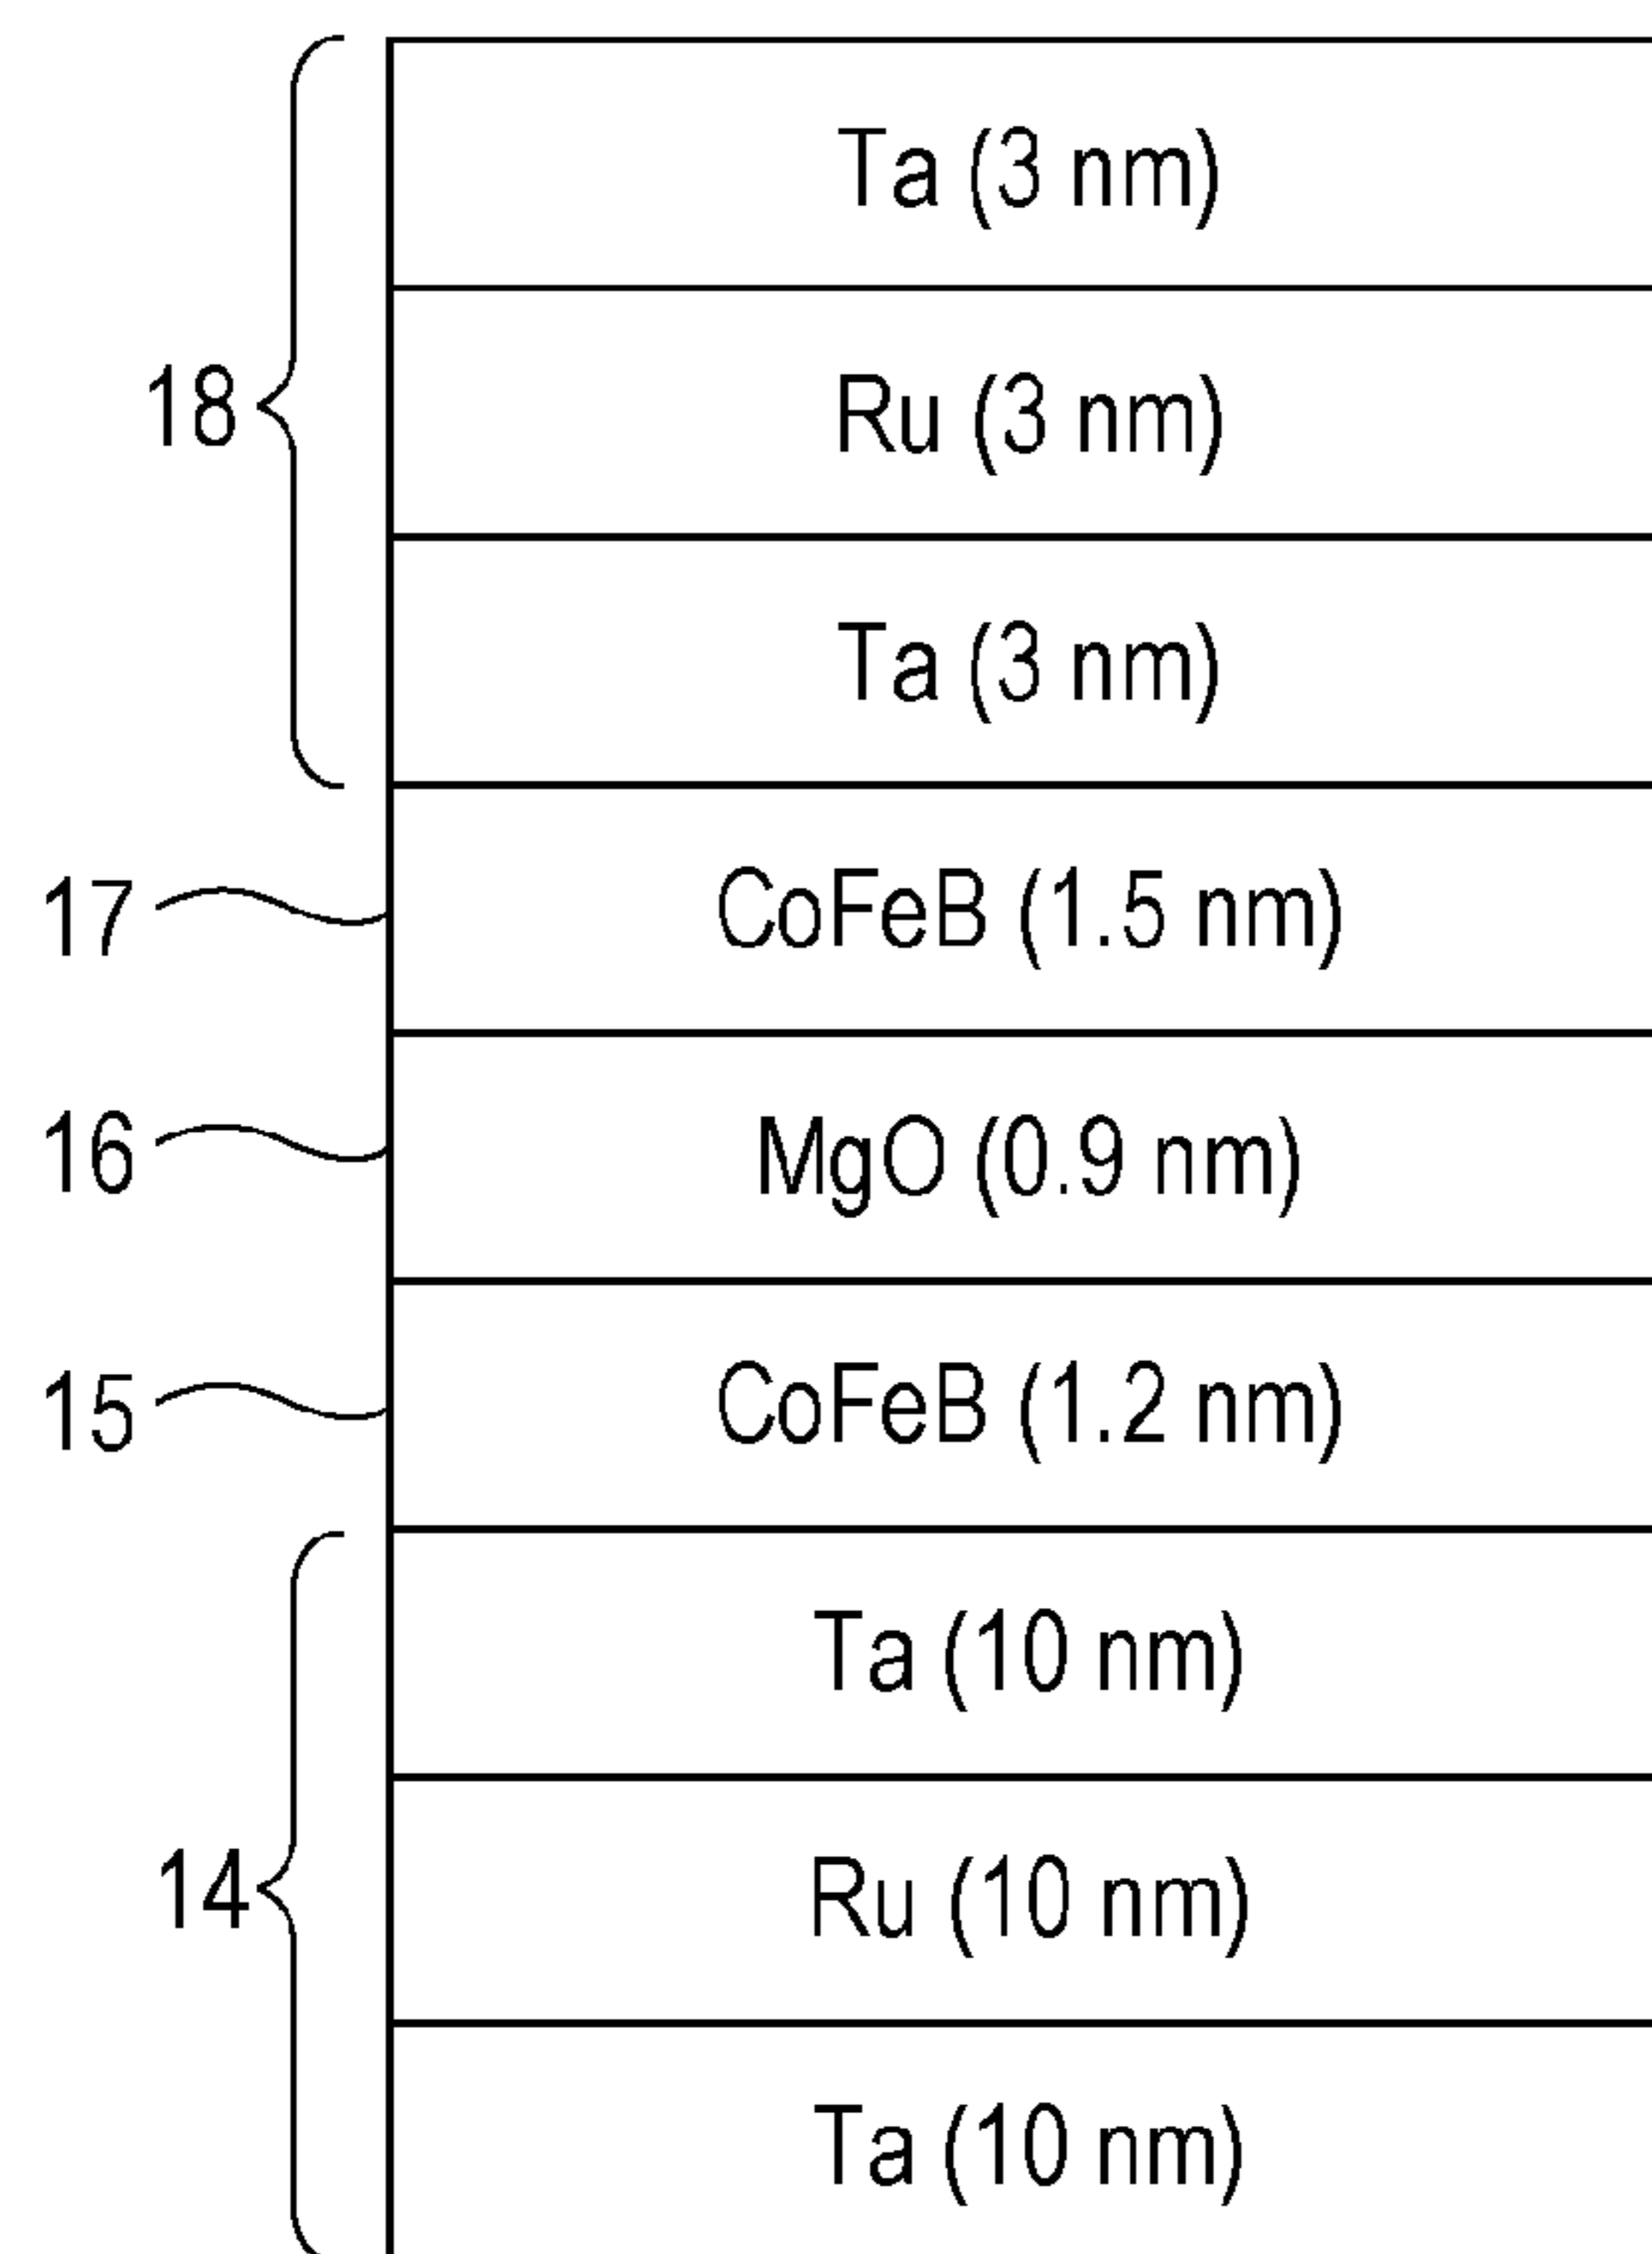 Ta (3 nm)
18
Ru (3 nm)
Ta (3 nm)
17
CoFeB (1.5 nm)
16
MgO (0.9 nm)
15
CoFeB (1.2 nm)
Ta (10 nm)
14
Ru (10 nm)
Ta (10 nm)